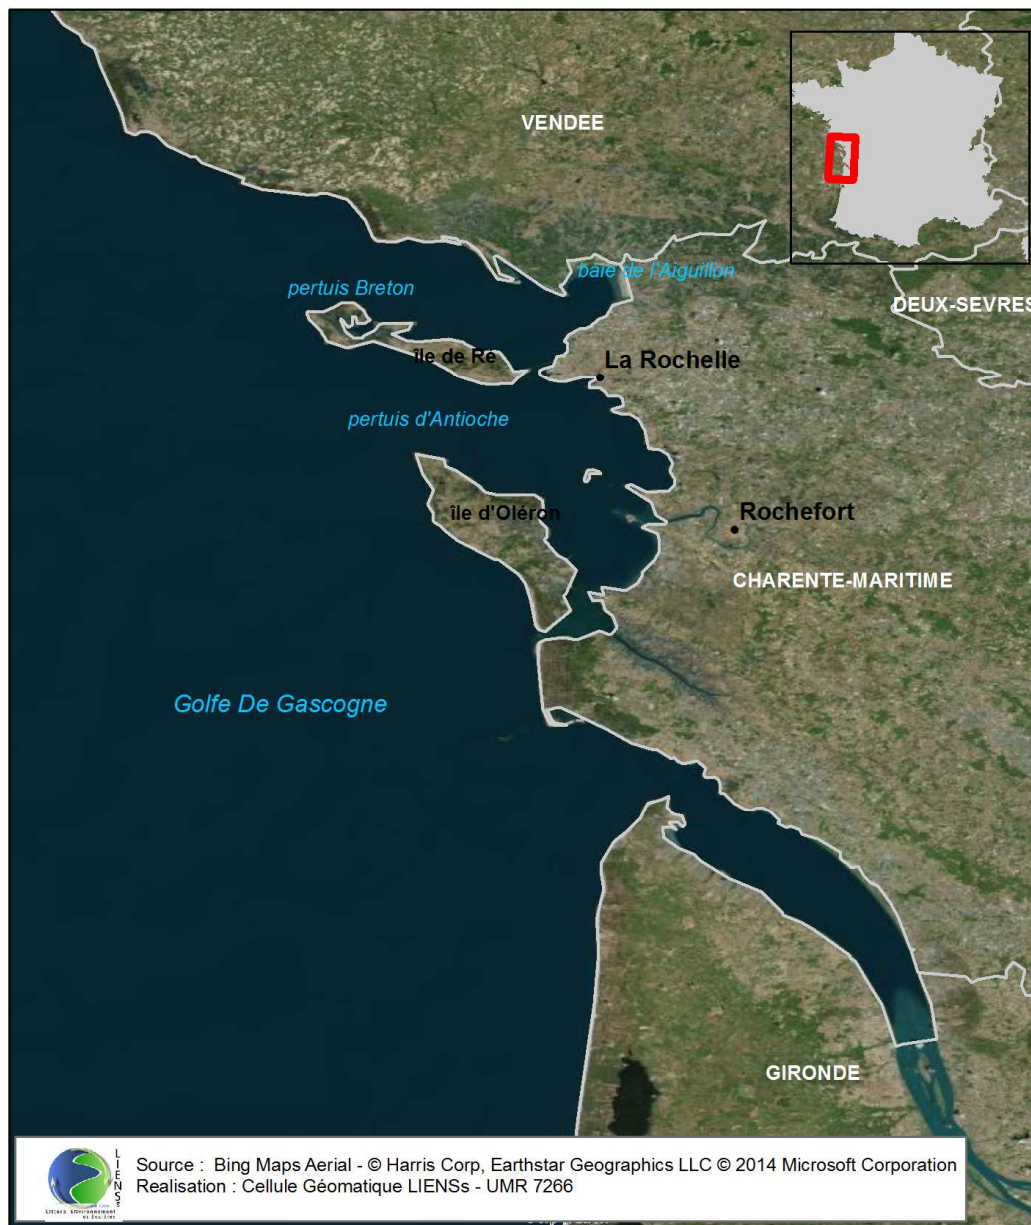 VENDEE
baie de l'Aiguillon
pertuis Breton
DEUX-SEVRES
île de Ré
La Rochelle
pertuis d'Antioche
île d'Oléron
Rochefort
CHARENTE-MARITIME
Golfe De Gascogne
GIRONDE
LIENSs
Source : Bing Maps Aerial - © Harris Corp, Earthstar Geographics LLC © 2014 Microsoft Corporation
Realisation : Cellule Géomatique LIENSs - UMR 7266